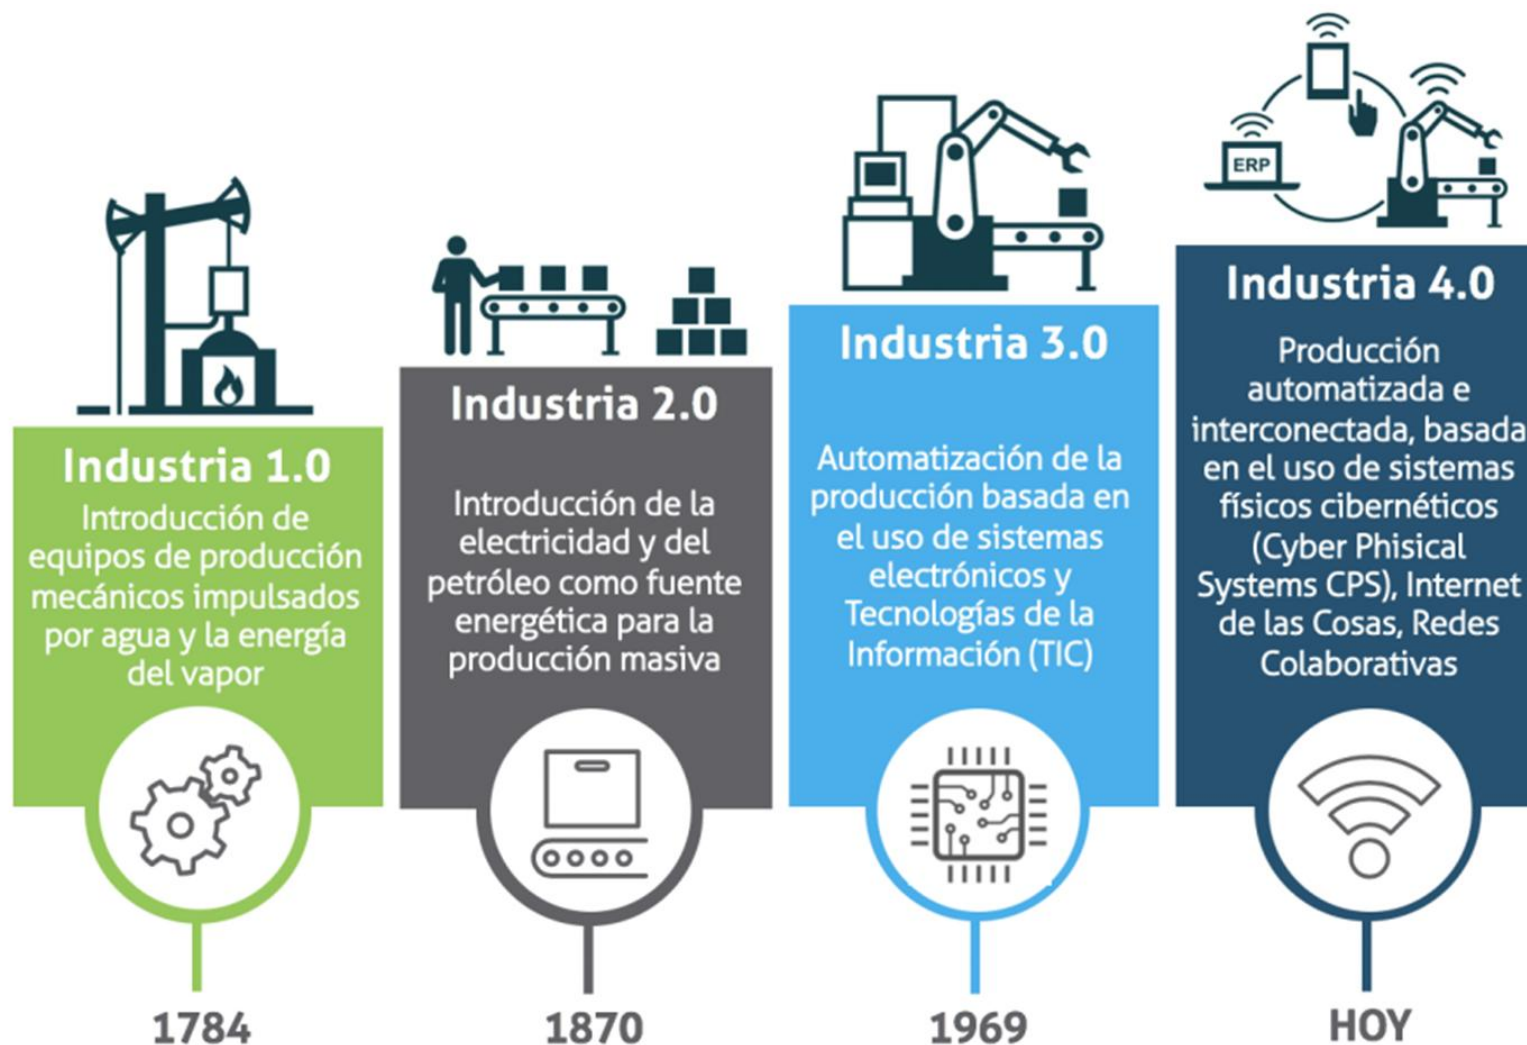 Industria 1.0
Introducción de
equipos de producción
mecánicos impulsados
por agua y la energía
del vapor
1784
Industria 2.0
Introducción de la
electricidad y del
petróleo como fuente
energética para la
producción masiva
1870
Industria 3.0
Automatización de la
producción basada en
el uso de sistemas
electrónicos y
Tecnologías de la
Información (TIC)
1969
ERP
Industria 4.0
Producción
automatizada e
interconectada, basada
en el uso de sistemas
físicos cibernéticos
(Cyber Phisical
Systems CPS), Internet
de las Cosas, Redes
Colaborativas
HOY